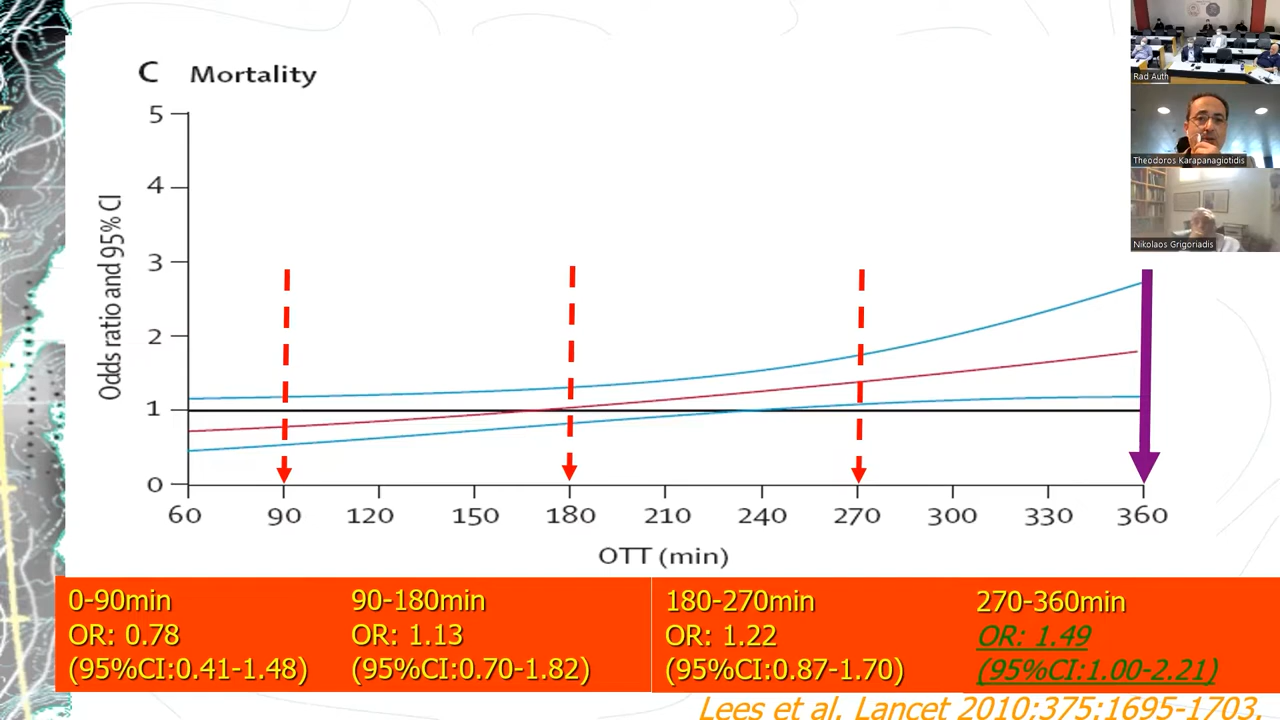 C Mortality
5
4
3
2
1
0
Odds ratio and 95% CI
60 90 120 150 180 210 240 270 300 330 360
OTT (min)
0-90min
OR: 0.78
(95%CI:0.41-1.48)
90-180min
OR: 1.13
(95%CI:0.70-1.82)
180-270min
OR: 1.22
(95%CI:0.87-1.70)
270-360min
OR: 1.49
(95%CI:1.00-2.21)
Lees et al. Lancet 2010;375:1695-1703.
Rad Auth
Theodoros Karapanagiotidis
Nikolaos Grigoriadis